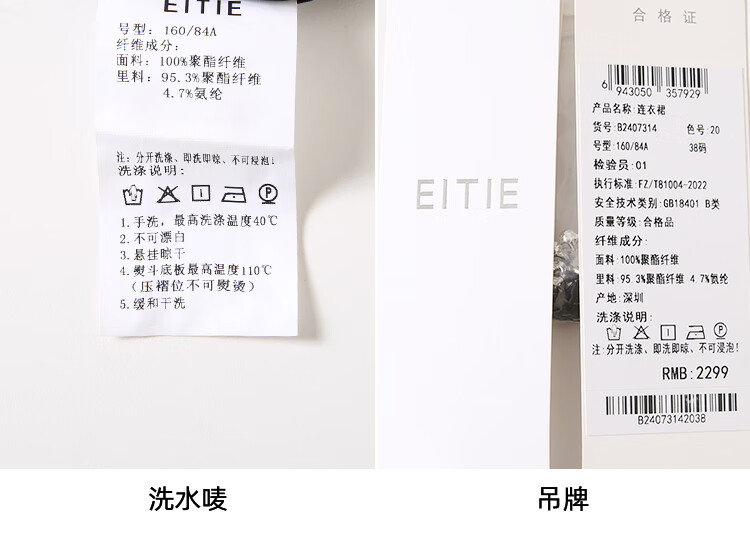 EITIE
号型: 160/84A
纤维成分:
面料: 100%聚酯纤维
里料: 95.3%聚酯纤维
4.7%氨纶
注: 分开洗涤、即洗即晾、不可浸泡!
洗涤说明:
P
1.手洗, 最高洗涤温度40℃
2.不可漂白
3.悬挂晾干
4.熨斗底板最高温度110℃
(压褶位不可熨烫)
5.缓和干洗
洗水唛
EITIE
合格证
6 943050 357929
产品名称: 连衣裙
货号: B2407314 色号: 20
号型: 160/84A 38码
检验员: 01
执行标准: FZ/T81004-2022
安全技术类别: GB18401 B类
质量等级: 合格品
纤维成分:
面料: 100%聚酯纤维
里料: 95.3%聚酯纤维 4.7%氨纶
产地: 深圳
洗涤说明:
P
注: 分开洗涤、即洗即晾、不可浸泡!
RMB: 2299
B24073142038
吊牌